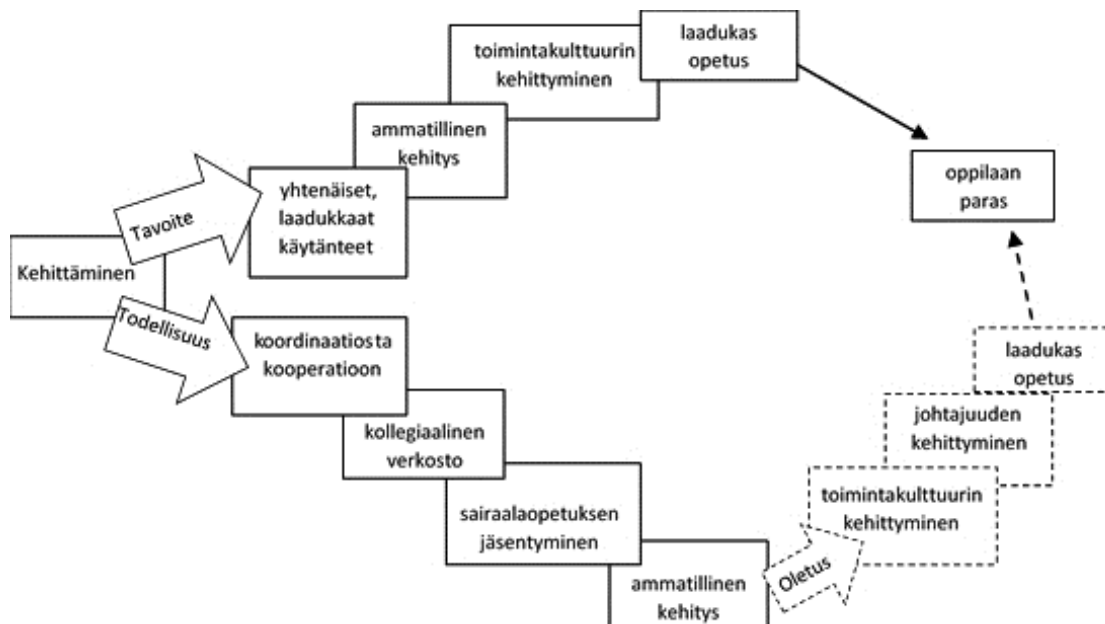 toimintakulttuurin
kehittyminen
laadukas
opetus
ammatillinen
kehitys
oppilaan
paras
yhtenäiset,
laadukkaat
käytänteet
Tavoite
Kehittäminen
Todellisuus
koordinaatiosta
kooperatioon
kollegiaalinen
verkosto
sairaalaopetuksen
jäsentyminen
ammatillinen
kehitys
Oletus
toimintakulttuurin
kehittyminen
johtajuuden
kehittyminen
laadukas
opetus